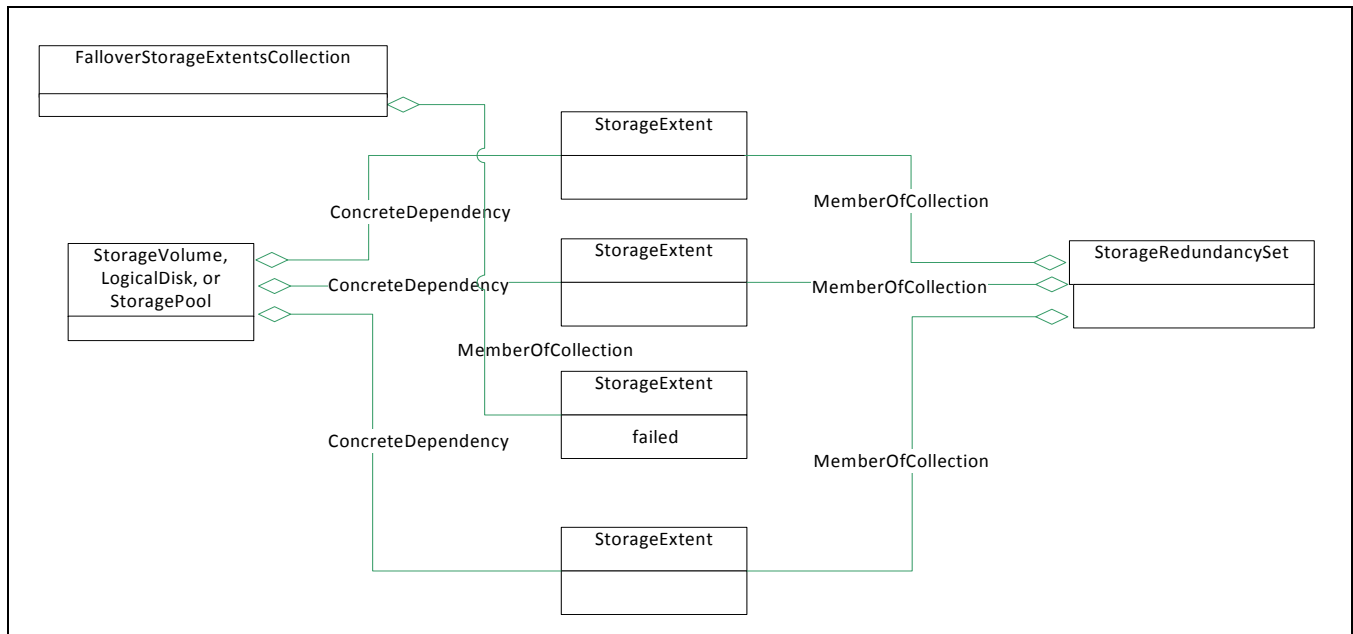 FalloverStorageExtentsCollection
StorageExtent
ConcreteDependency
MemberOfCollection
StorageVolume,
LogicalDisk, or
StoragePool
StorageExtent
StorageRedundancySet
ConcreteDependency
MemberOfCollection
MemberOfCollection
StorageExtent
failed
ConcreteDependency
MemberOfCollection
StorageExtent